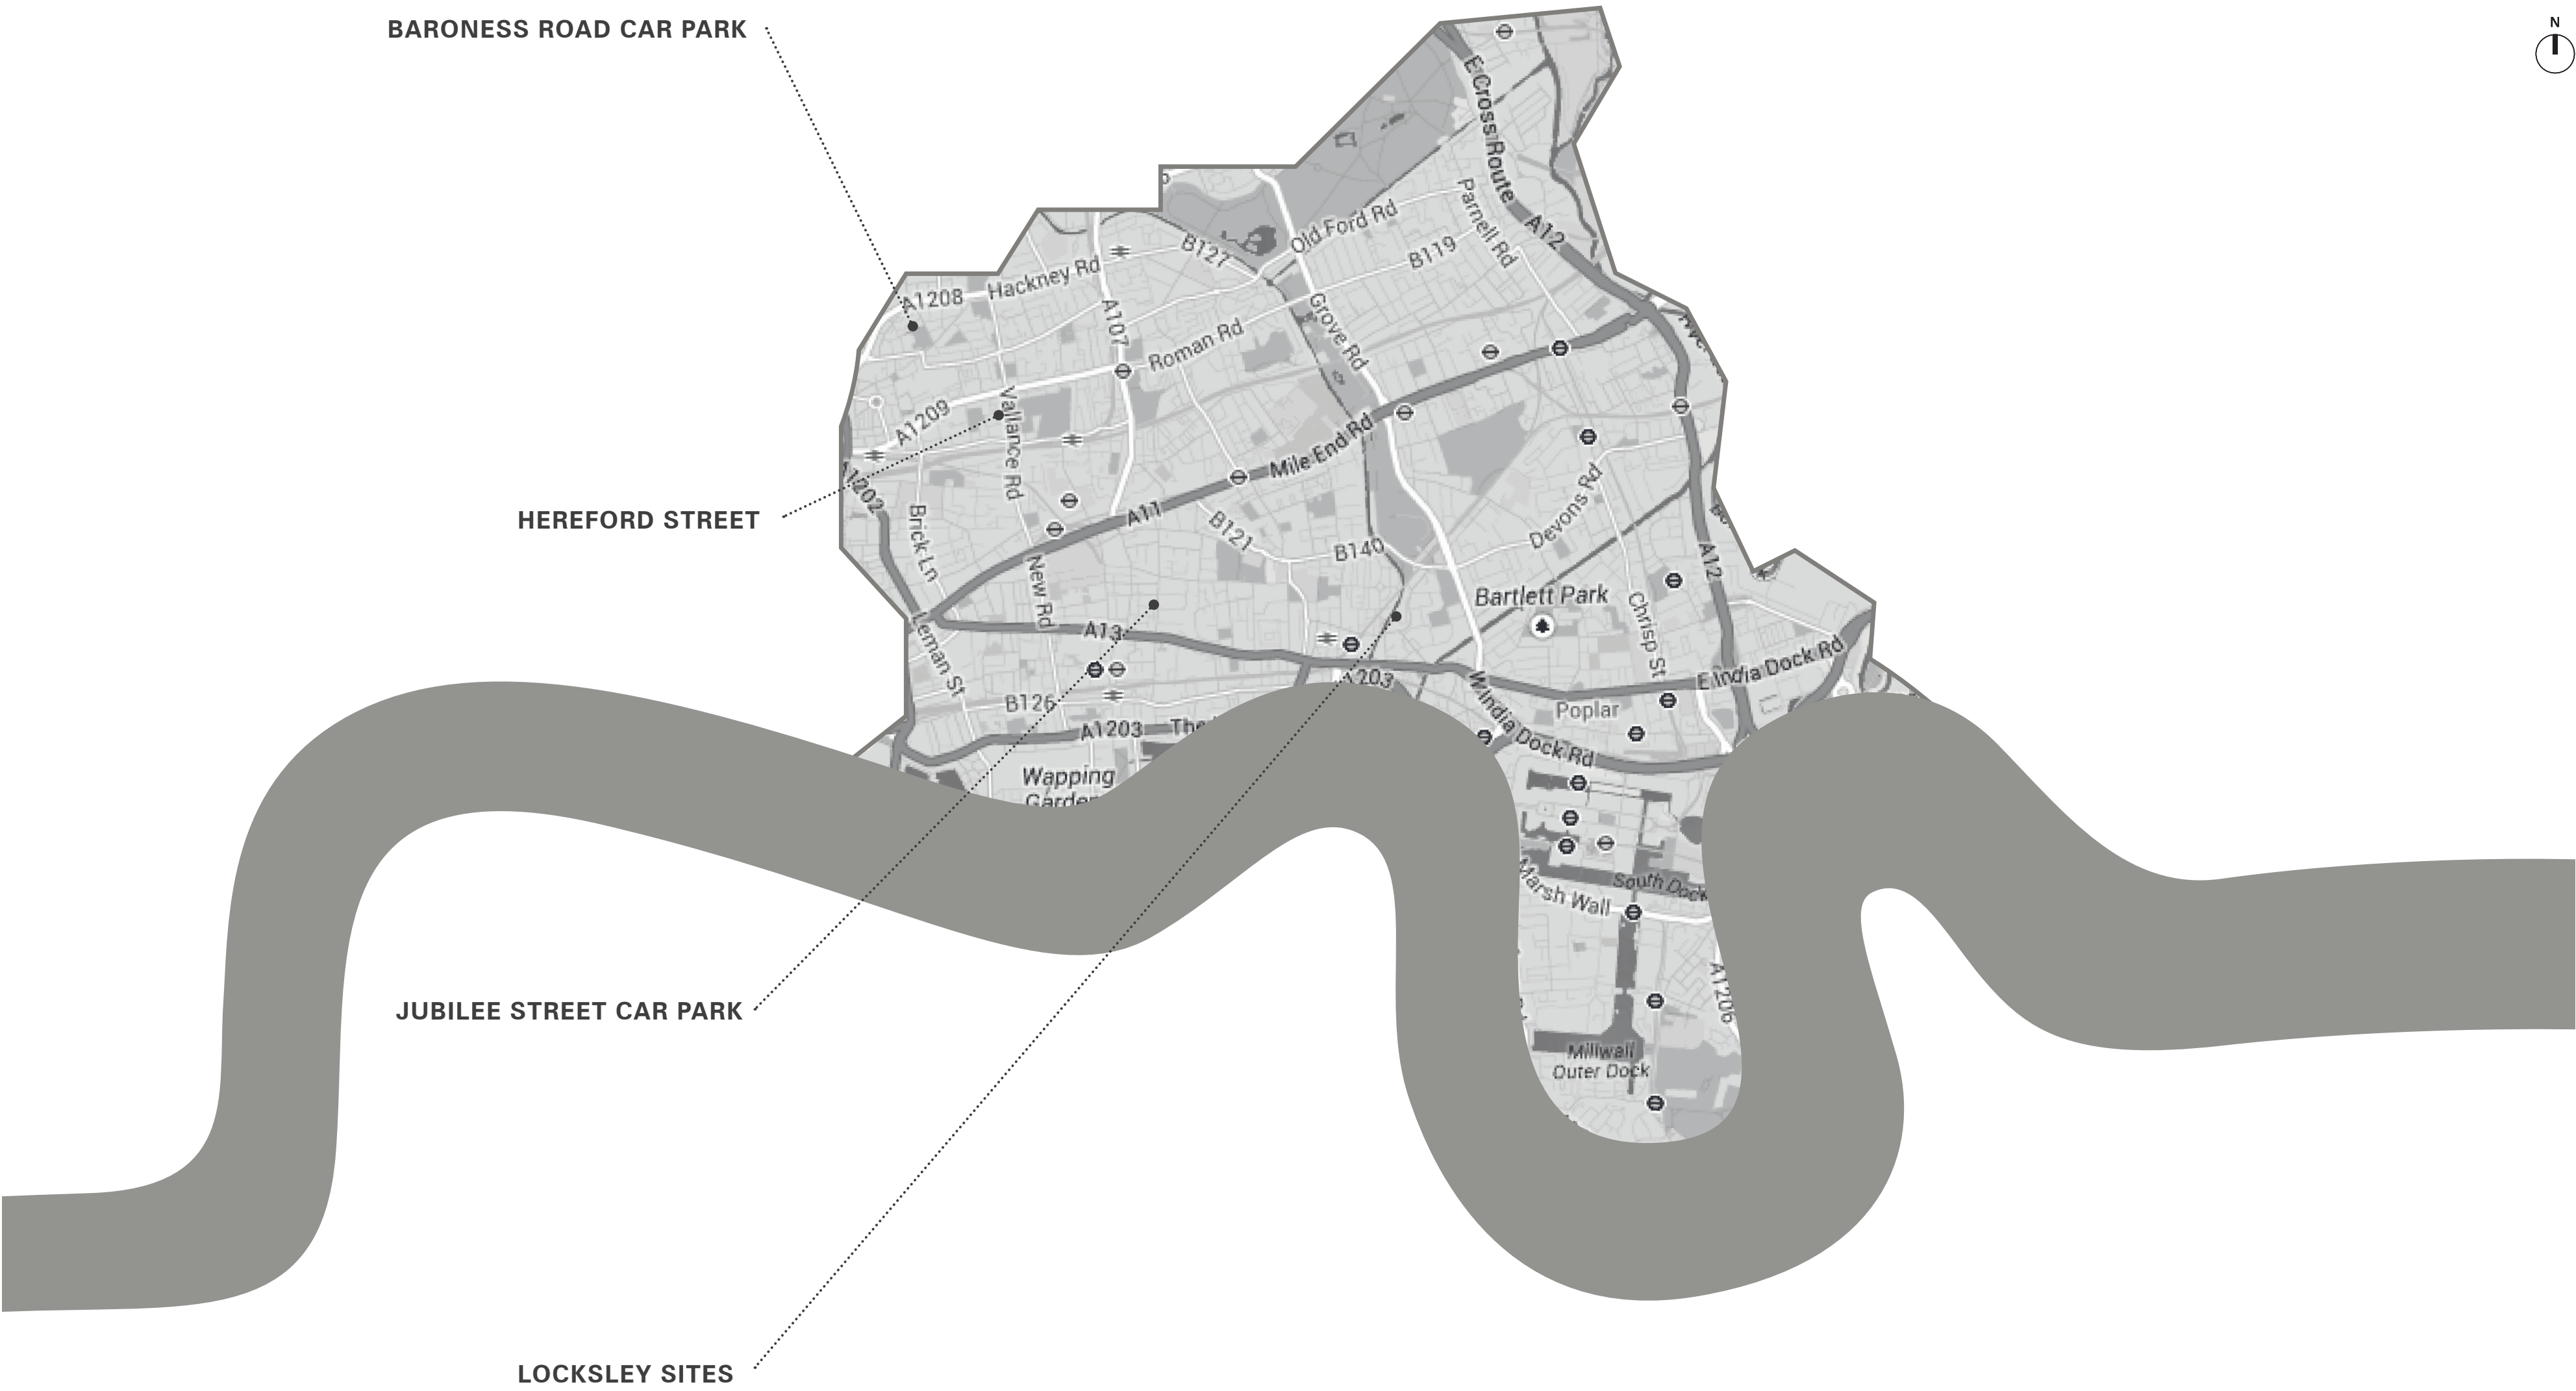 BARONESS ROAD CAR PARK
N
E Cross Route
Old Ford Rd
Parnell Rd
A12
B127
B119
Hackney Rd
A1208
A107
Grove Rd
Roman Rd
A1209
Vallance Rd
Mile End Rd
A1202
HEREFORD STREET
Brick Ln
A11
B121
B140
Devons Rd
A12
New Rd
Bartlett Park
Chrisp St
Leman St
A13
E India Dock Rd
A203
W India Dock Rd
B126
Poplar
A1203
Wapping
South Dock
Marsh Wall
A1206
JUBILEE STREET CAR PARK
Millwall
Outer Dock
LOCKSLEY SITES